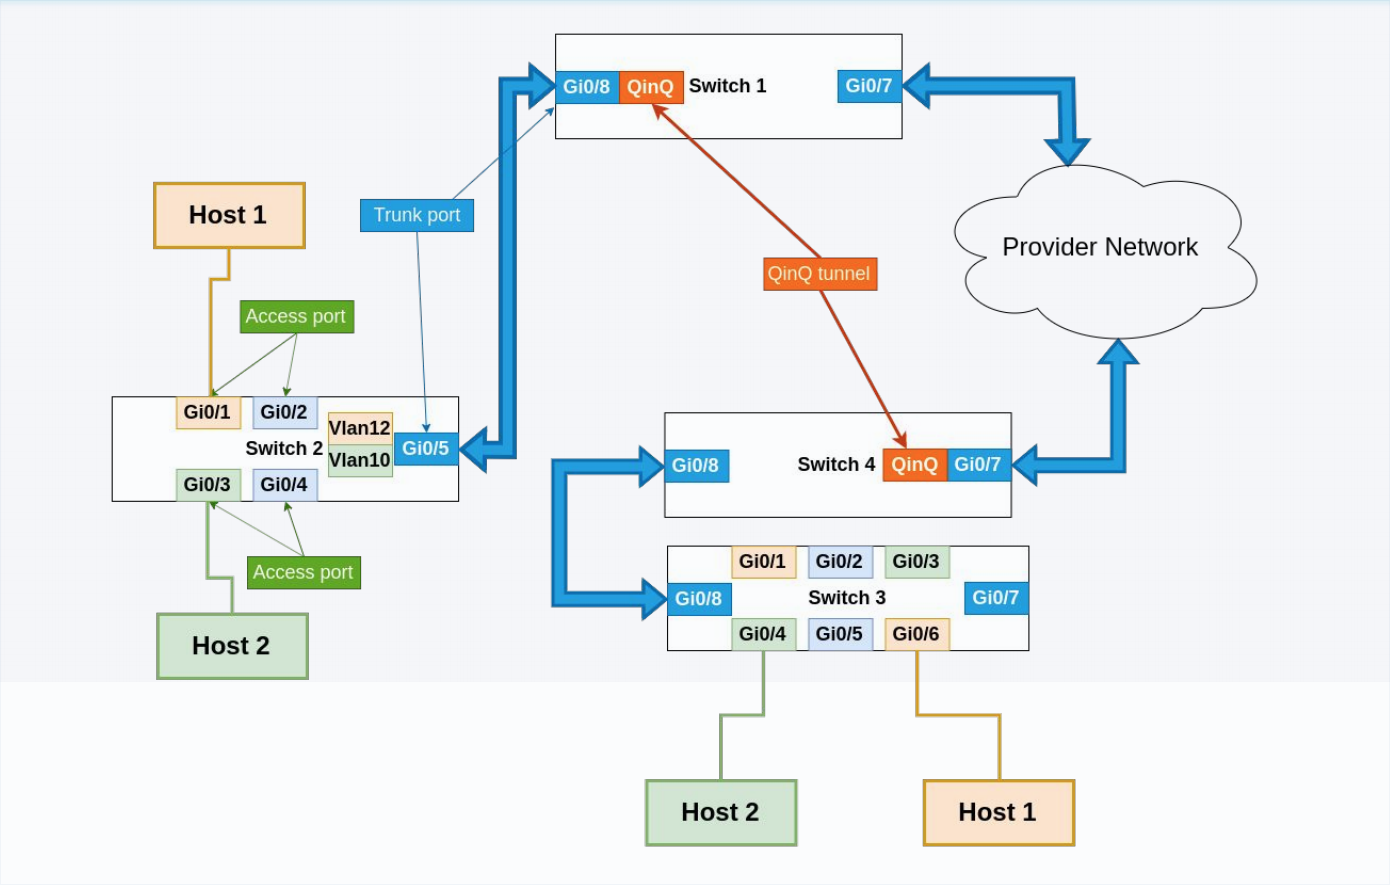 Gi0/8
QinQ
Switch 1
Gi0/7
Host 1
Trunk port
Provider Network
QinQ tunnel
Access port
Gi0/1
Gi0/2
Vlan12
Switch 2
Gi0/5
Vlan10
Gi0/3
Gi0/4
Gi0/8
Switch 4
QinQ
Gi0/7
Access port
Gi0/1
Gi0/2
Gi0/3
Gi0/8
Switch 3
Gi0/7
Gi0/4
Gi0/5
Gi0/6
Host 2
Host 2
Host 1